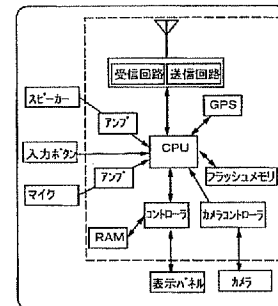 受信回路 送信回路
スピーカー
GPS
アンプ
CPU
入力ボタン
アンプ
フラッシュメモリ
マイク
コントローラ
カメラコントローラ
RAM
表示パネル
カメラ